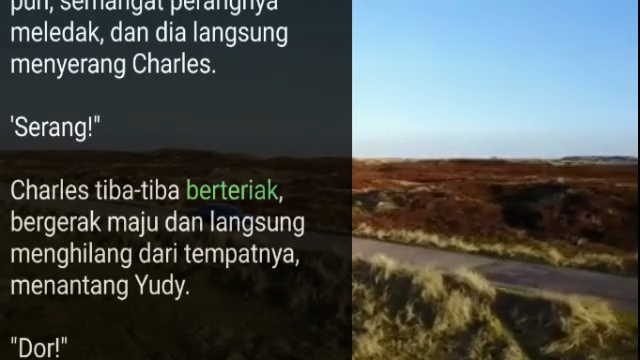 pun, semangat perangnya
meledak, dan dia langsung
menyerang Charles.
'Serang!"
Charles tiba-tiba berteriak,
bergerak maju dan langsung
menghilang dari tempatnya,
menantang Yudy.
"Dor!"